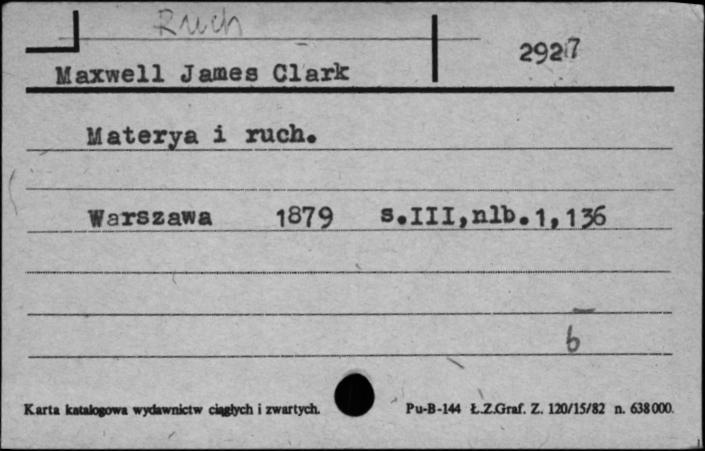 Ruch
2927
Maxwell James Clark
Materya i ruch.
Warszawa 1879 s.III,nlb.1,136
b
Karta katalogowa wydawnictw ciągłych i zwartych. Pu-B-144 Ł.Z.Graf. Z. 120/15/82 n. 638000.